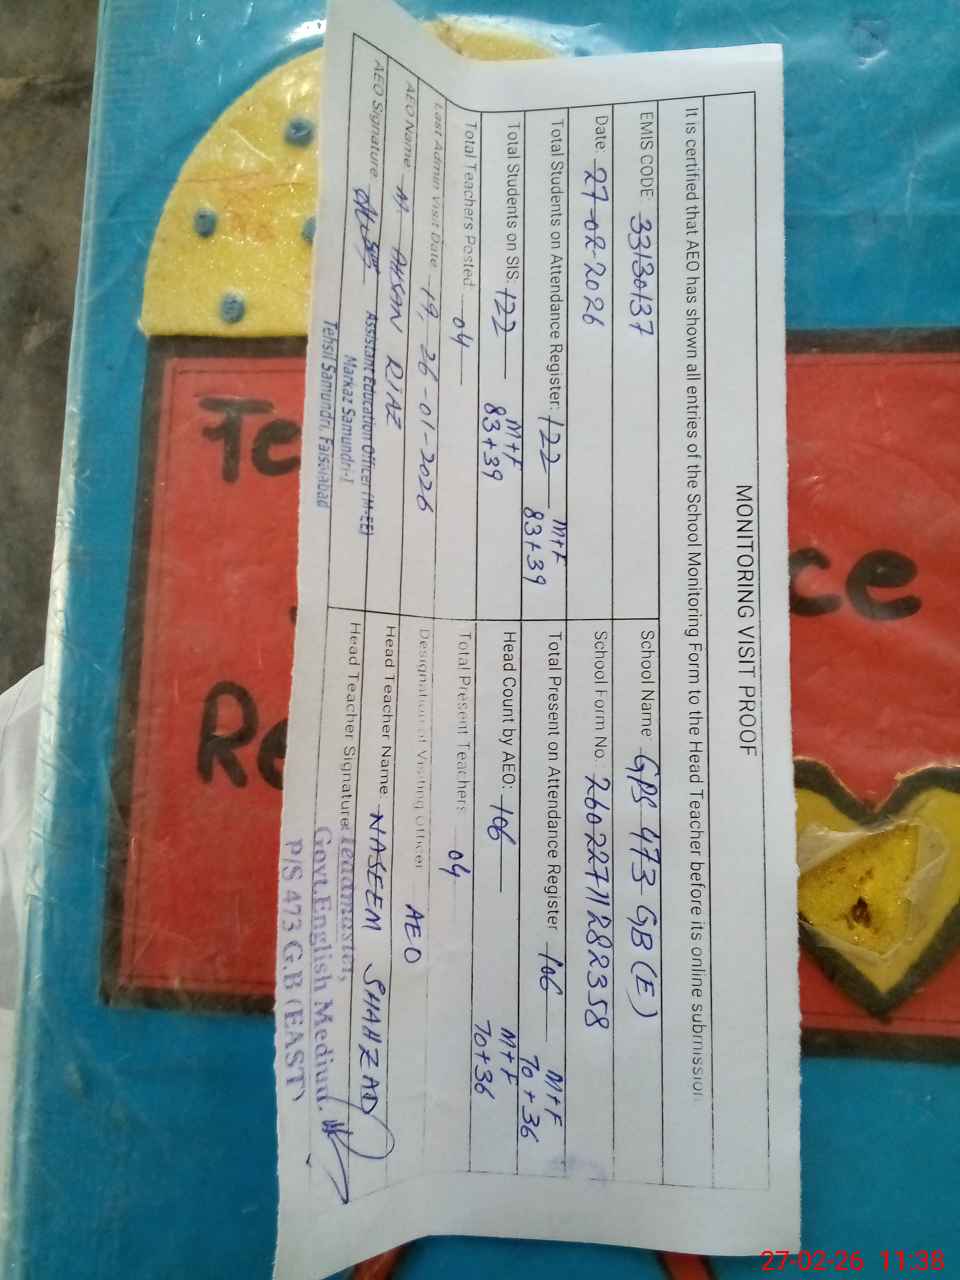 MONITORING VISIT PROOF
It is certified that AEO has shown all entries of the School Monitoring Form to the Head Teacher before its online submission
EMIS CODE: 33130137
School Name: GPS 473 GB (E)
Date: 27-02-2026
School Form No.: 26022711282358
Total Students on Attendance Register: 122 M+F 83+39
Total Present on Attendance Register 106 M+F 70+36
Total Students on SIS: 122 M+F 83+39
Head Count by AEO: 106 M+F 70+36
Total Teachers Posted: 04
Total Present Teachers 04
Last Admin Visit Date 19, 26-01-2026
Designation of Visiting Officer AEO
AEO Name M. AHSAN RIAZ
Head Teacher Name: NASEEM SHAHZAD
AEO Signature
Head Teacher Signature:
Assistant Education Officer (M-EE)
Markaz Samundri-I
Tehsil Samundri, Faisalabad
Headmaster,
Govt. English Medium.
P/S 473 G.B (EAST)
ce
Re
27-02-26 11:38